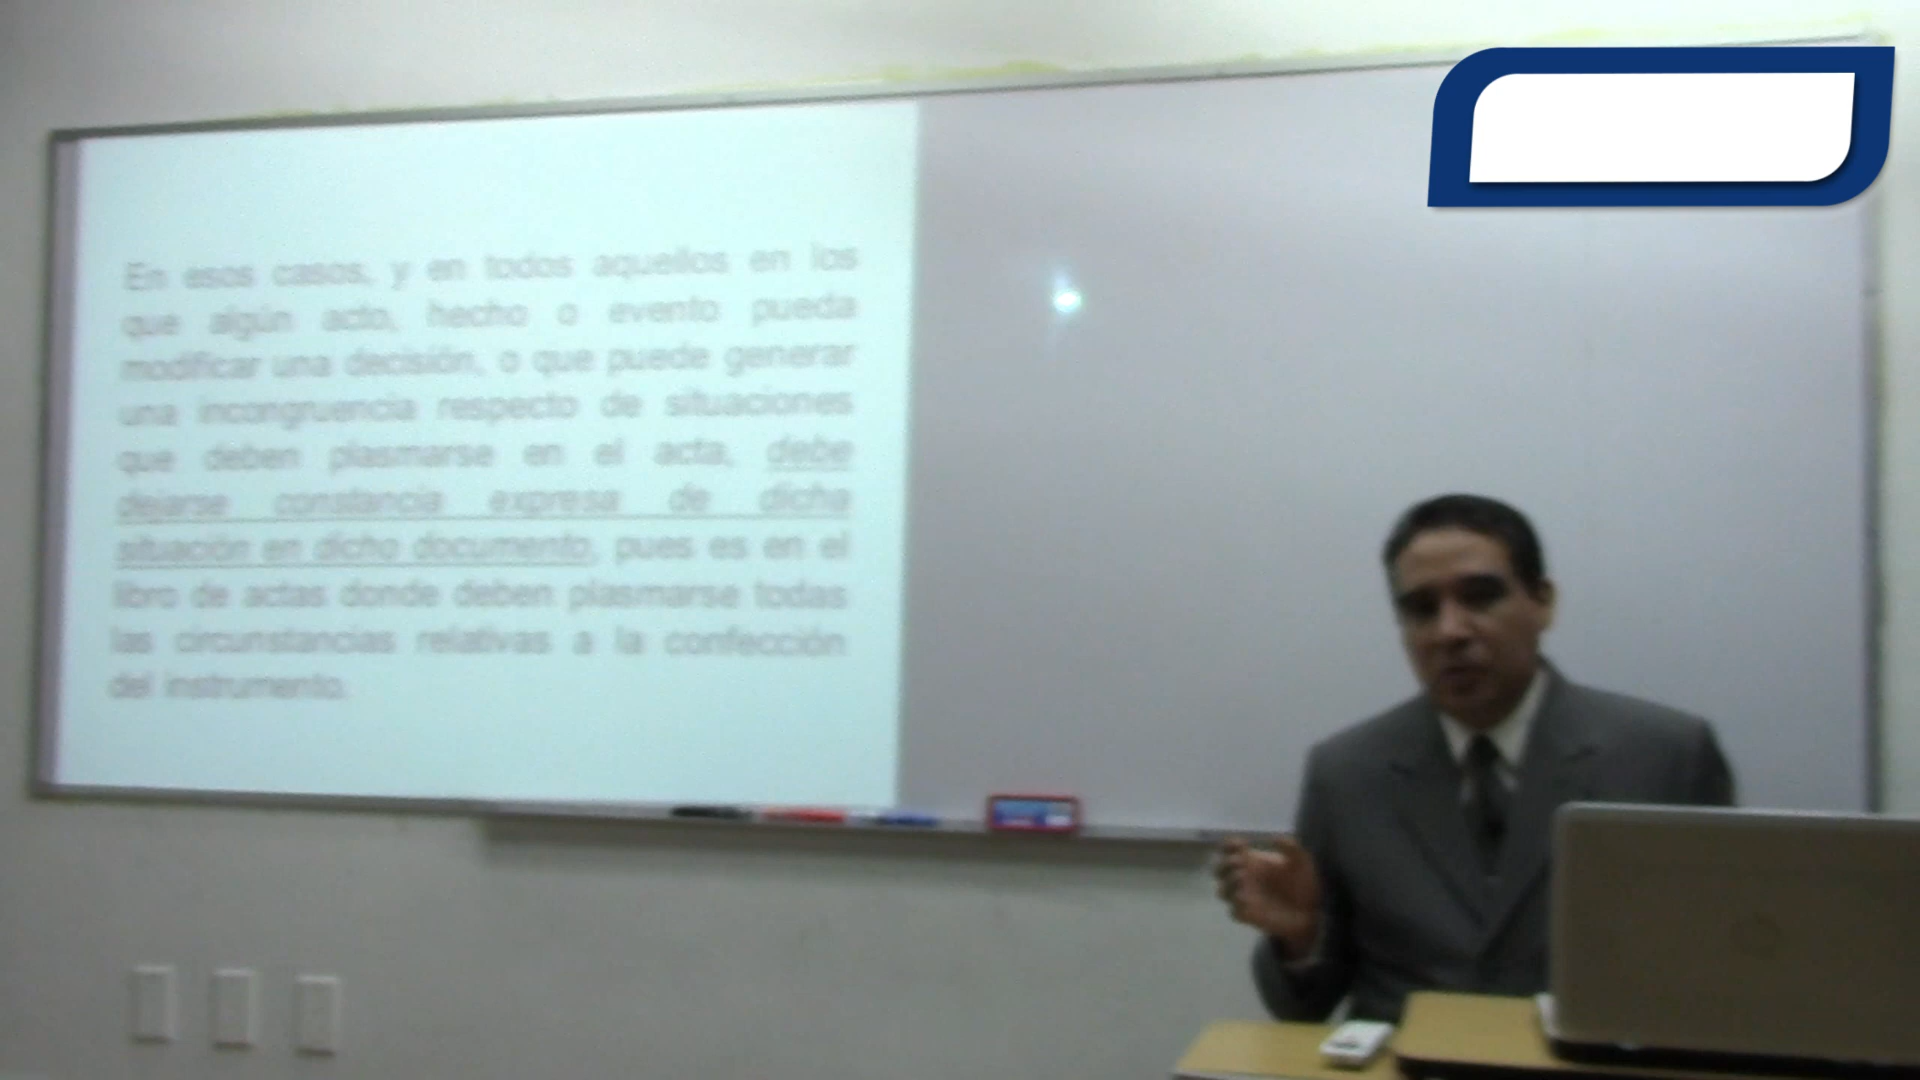 En esos casos, y en todos aquellos en los
que algún acto, hecho o evento pueda
modificar una decisión, o que puede generar
una incongruencia respecto de situaciones
que deben plasmarse en el acta, debe
dejarse constancia expresa de dicha
situación en dicho documento, pues es en el
libro de actas donde deben plasmarse todas
las circunstancias relativas a la confección
del instrumento.